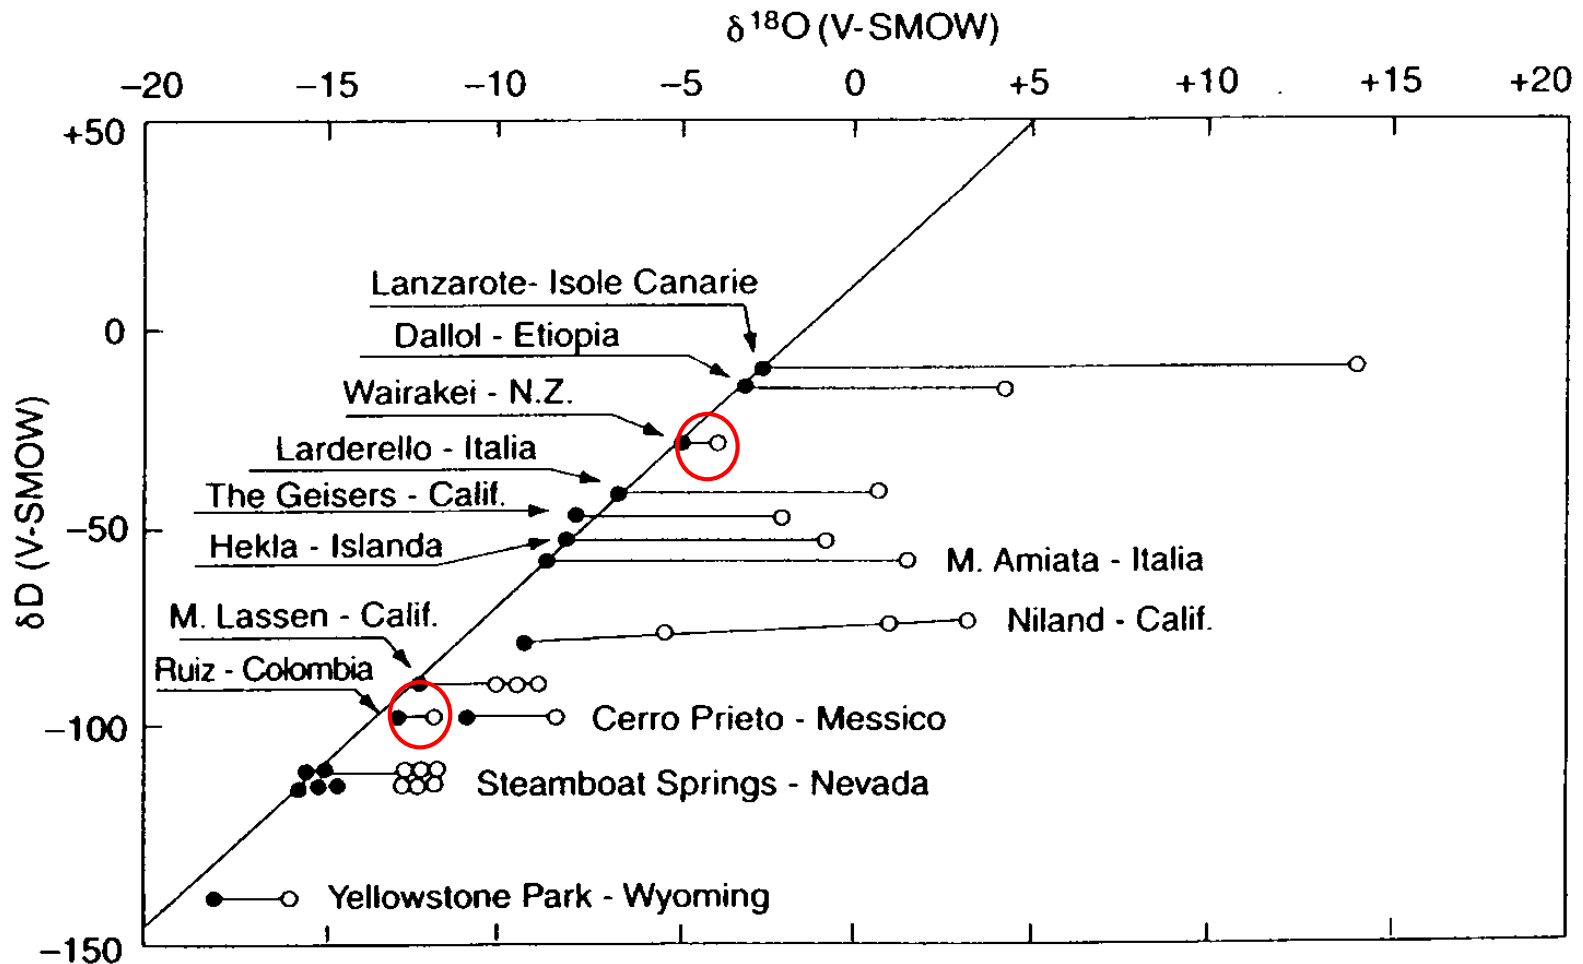 δ ¹⁸O (V-SMOW)
−20 −15 −10 −5 0 +5 +10 +15 +20
+50
Lanzarote- Isole Canarie
0
Dallol - Etiopia
Wairakei - N.Z.
Larderello - Italia
The Geisers - Calif.
−50
Hekla - Islanda
M. Amiata - Italia
M. Lassen - Calif.
Niland - Calif.
Ruiz - Colombia
−100
Cerro Prieto - Messico
Steamboat Springs - Nevada
Yellowstone Park - Wyoming
−150
δD (V-SMOW)